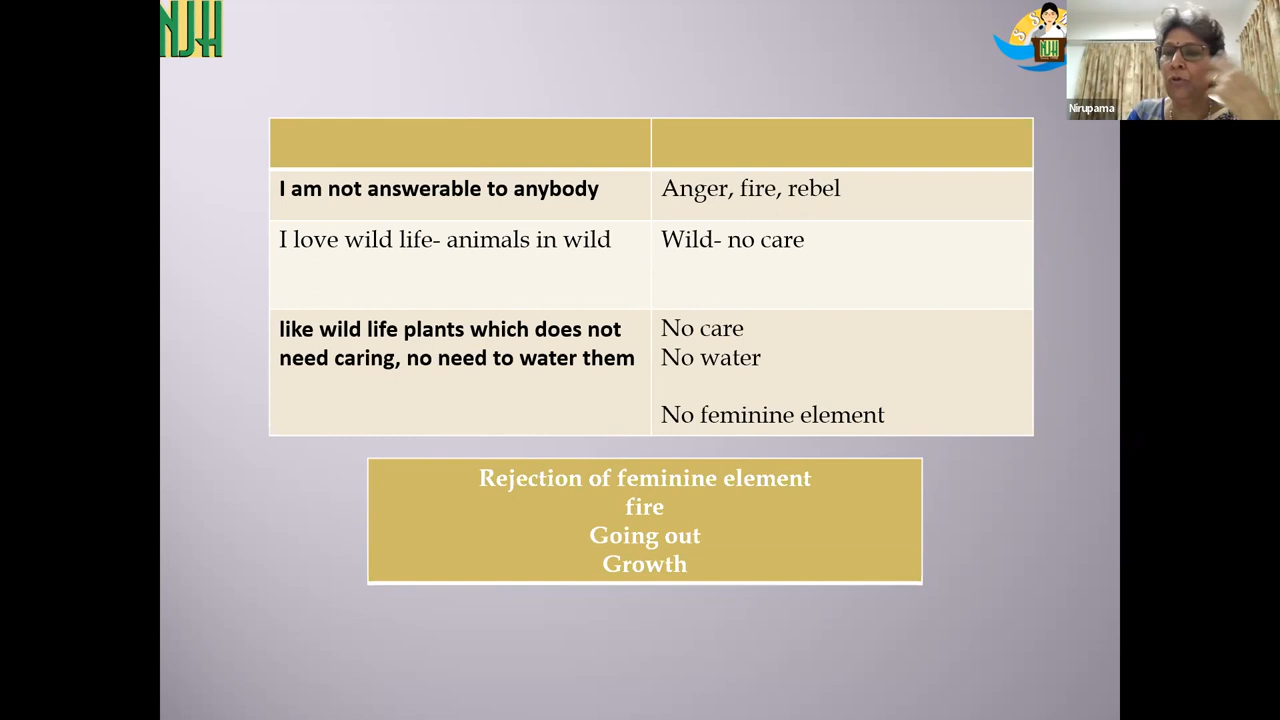 NJH
NJH
Nirupama
I am not answerable to anybody
Anger, fire, rebel
I love wild life- animals in wild
Wild- no care
like wild life plants which does not
need caring, no need to water them
No care
No water
No feminine element
Rejection of feminine element
fire
Going out
Growth